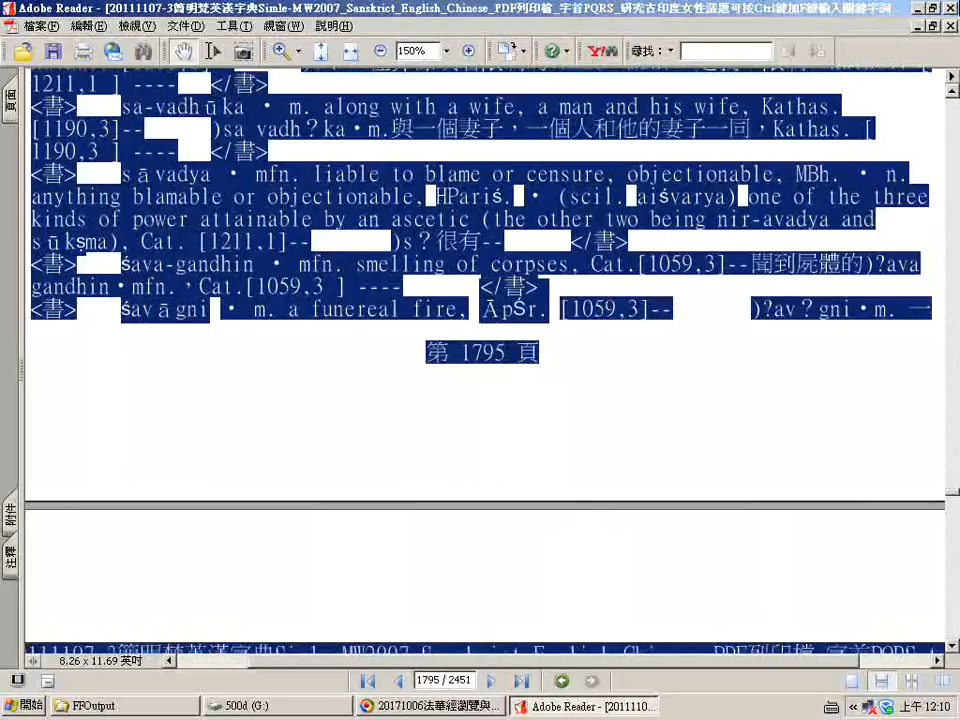 Adobe Reader - [20111107-3簡明梵英漢字典Simle-MW2007_Sanskrict_English_Chinese_PDF列印檔_字首PQRS_研究古印度女性議題可按Ctrl鍵加F鍵輸入關鍵字詞
檔案(F) 編輯(E) 檢視(V) 文件(D) 工具(T) 視窗(W) 說明(H)
150% 尋找:
頁面
1211,1 ] ---- </書>
<書> sa-vadhūka • m. along with a wife, a man and his wife, Kathas.
[1190,3]-- )sa vadh?ka•m.與一個妻子，一個人和他的妻子一同，Kathas. [
1190,3 ] ---- </書>
<書> sāvadya • mfn. liable to blame or censure, objectionable, MBh. • n.
anything blamable or objectionable, HPariś. • (scil. aiśvarya) one of the three
kinds of power attainable by an ascetic (the other two being nir-avadya and
sūkṣma), Cat. [1211,1]-- )s?很有-- </書>
<書> śava-gandhin • mfn. smelling of corpses, Cat.[1059,3]--聞到屍體的)?ava
gandhin•mfn.，Cat.[1059,3 ] ---- </書>
<書> śavāgni • m. a funereal fire, ĀpŚr. [1059,3]-- )?av?gni•m. 一
第 1795 頁
附件
注釋
8.26 x 11.69 英吋
1795 / 2451
開始 FFOutput 500d (G:) 20171006法華經瀏覽與... Adobe Reader - [2011110... 上午 12:10